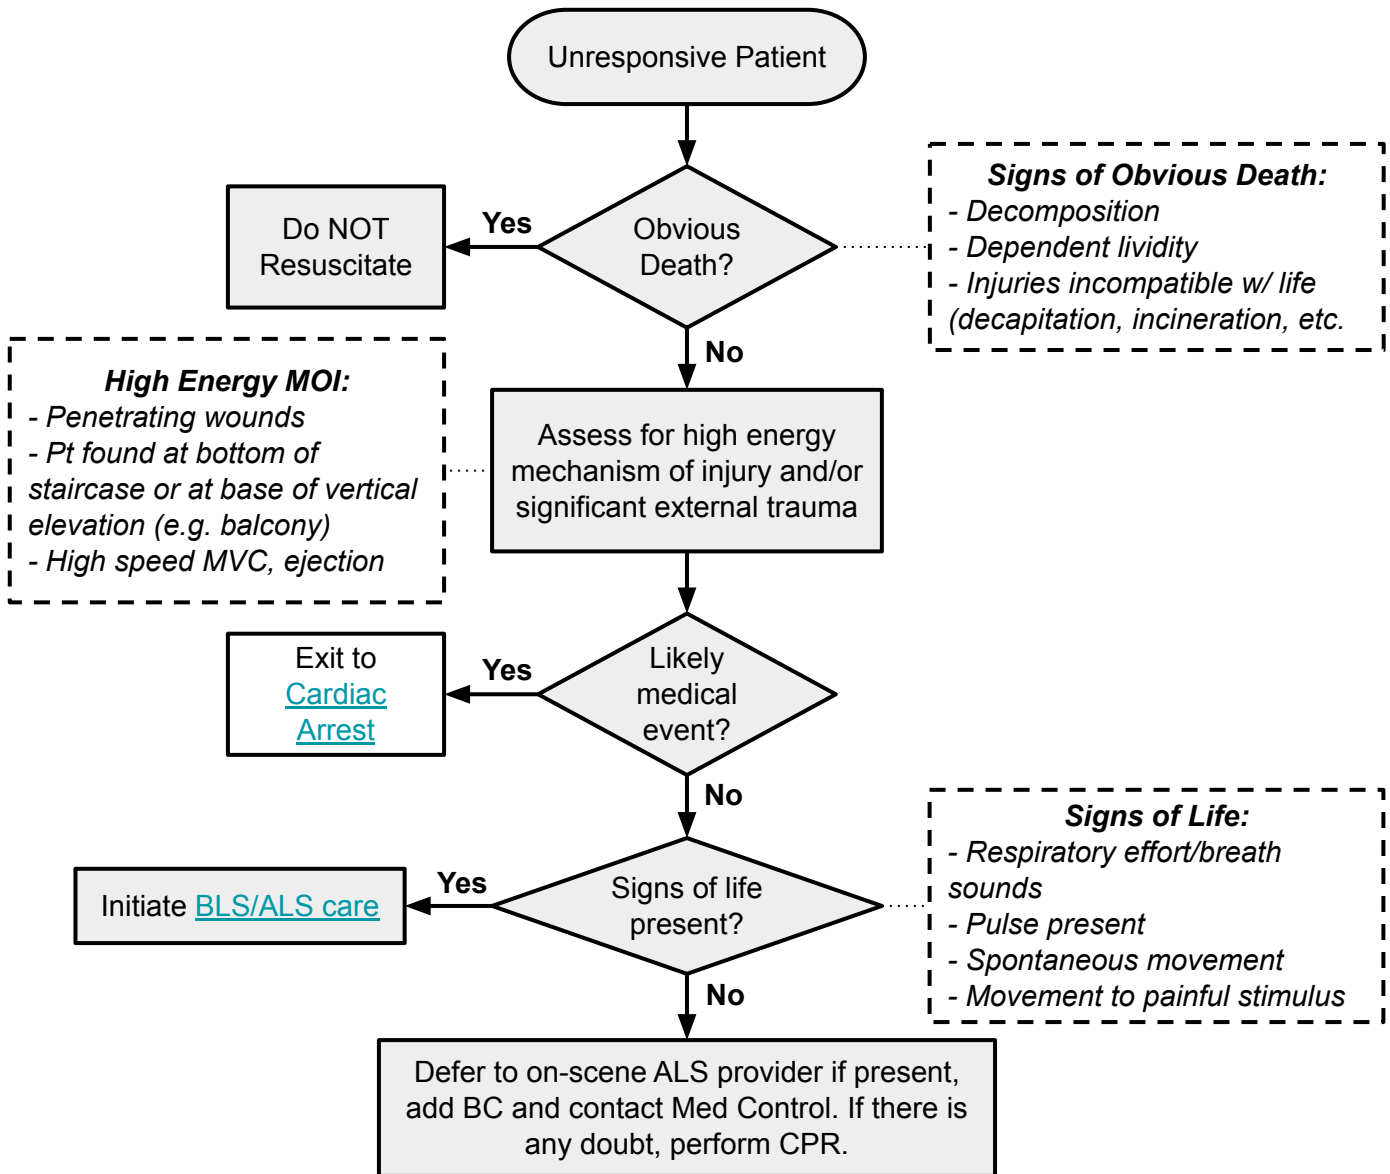 Unresponsive Patient
Obvious
Death?
Yes
Do NOT
Resuscitate
Signs of Obvious Death:
- Decomposition
- Dependent lividity
- Injuries incompatible w/ life
(decapitation, incineration, etc.
No
High Energy MOI:
- Penetrating wounds
- Pt found at bottom of
staircase or at base of vertical
elevation (e.g. balcony)
- High speed MVC, ejection
Assess for high energy
mechanism of injury and/or
significant external trauma
Likely
medical
event?
Yes
Exit to
Cardiac
Arrest
No
Signs of life
present?
Yes
Initiate BLS/ALS care
Signs of Life:
- Respiratory effort/breath
sounds
- Pulse present
- Spontaneous movement
- Movement to painful stimulus
No
Defer to on-scene ALS provider if present,
add BC and contact Med Control. If there is
any doubt, perform CPR.